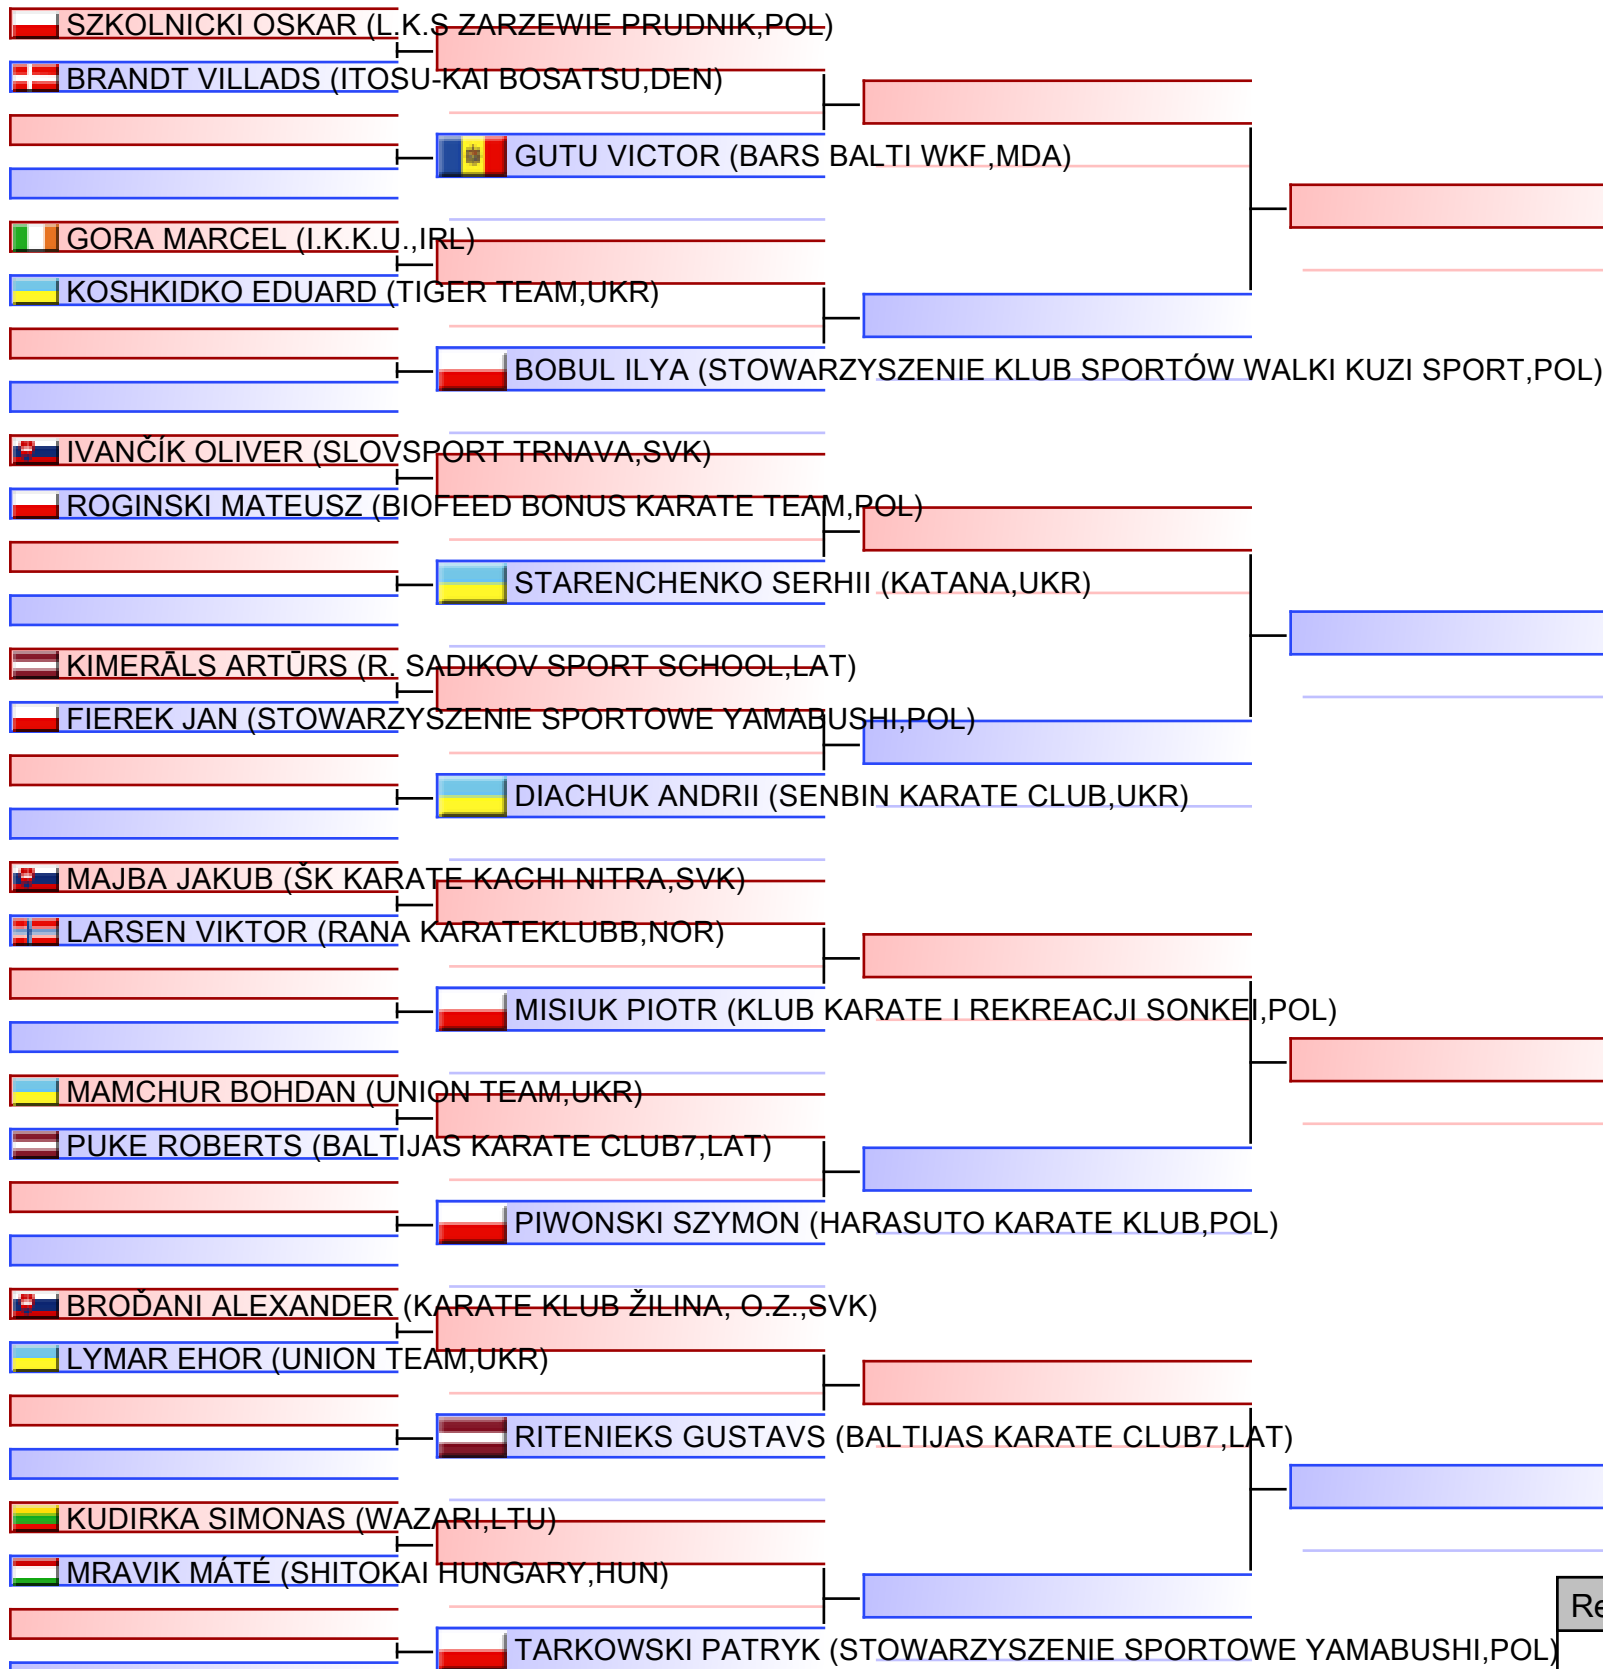 SZKOLNICKI OSKAR (L.K.S ZARZEWIE PRUDNIK,POL)
BRANDT VILLADS (ITOSU-KAI BOSATSU,DEN)
GUTU VICTOR (BARS BALTI WKF,MDA)
GORA MARCEL (I.K.K.U.,IRL)
KOSHKIDKO EDUARD (TIGER TEAM,UKR)
BOBUL ILYA (STOWARZYSZENIE KLUB SPORTÓW WALKI KUZI SPORT,POL)
IVANČÍK OLIVER (SLOVSPORT TRNAVA,SVK)
ROGINSKI MATEUSZ (BIOFEED BONUS KARATE TEAM,POL)
STARENCHENKO SERHII (KATANA,UKR)
KIMERĀLS ARTŪRS (R. SADIKOV SPORT SCHOOL,LAT)
FIEREK JAN (STOWARZYSZENIE SPORTOWE YAMABUSHI,POL)
DIACHUK ANDRII (SENBIN KARATE CLUB,UKR)
MAJBA JAKUB (ŠK KARATE KACHI NITRA,SVK)
LARSEN VIKTOR (RANA KARATEKLUBB,NOR)
MISIUK PIOTR (KLUB KARATE I REKREACJI SONKEI,POL)
MAMCHUR BOHDAN (UNION TEAM,UKR)
PUKE ROBERTS (BALTIJAS KARATE CLUB7,LAT)
PIWONSKI SZYMON (HARASUTO KARATE KLUB,POL)
BROĎANI ALEXANDER (KARATE KLUB ŽILINA, O.Z.,SVK)
LYMAR EHOR (UNION TEAM,UKR)
RITENIEKS GUSTAVS (BALTIJAS KARATE CLUB7,LAT)
KUDIRKA SIMONAS (WAZARI,LTU)
MRAVIK MÁTÉ (SHITOKAI HUNGARY,HUN)
Re
TARKOWSKI PATRYK (STOWARZYSZENIE SPORTOWE YAMABUSHI,POL)